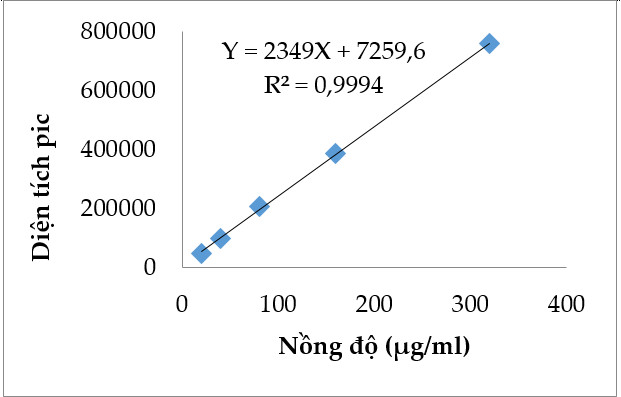 800000
600000
400000
200000
0
Diện tích pic
Y = 2349X + 7259,6
R² = 0,9994
0 100 200 300 400
Nồng độ (µg/ml)